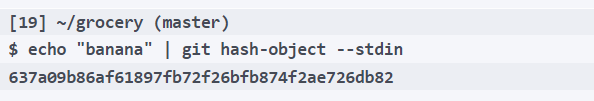 [19] ~/grocery (master)
$ echo "banana" | git hash-object --stdin
637a09b86af61897fb72f26bfb874f2ae726db82